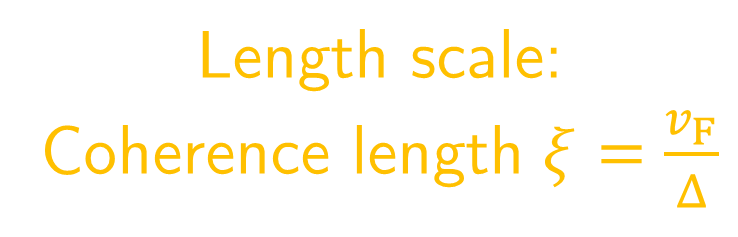 Length scale:
Coherence length ξ = v_F / Δ